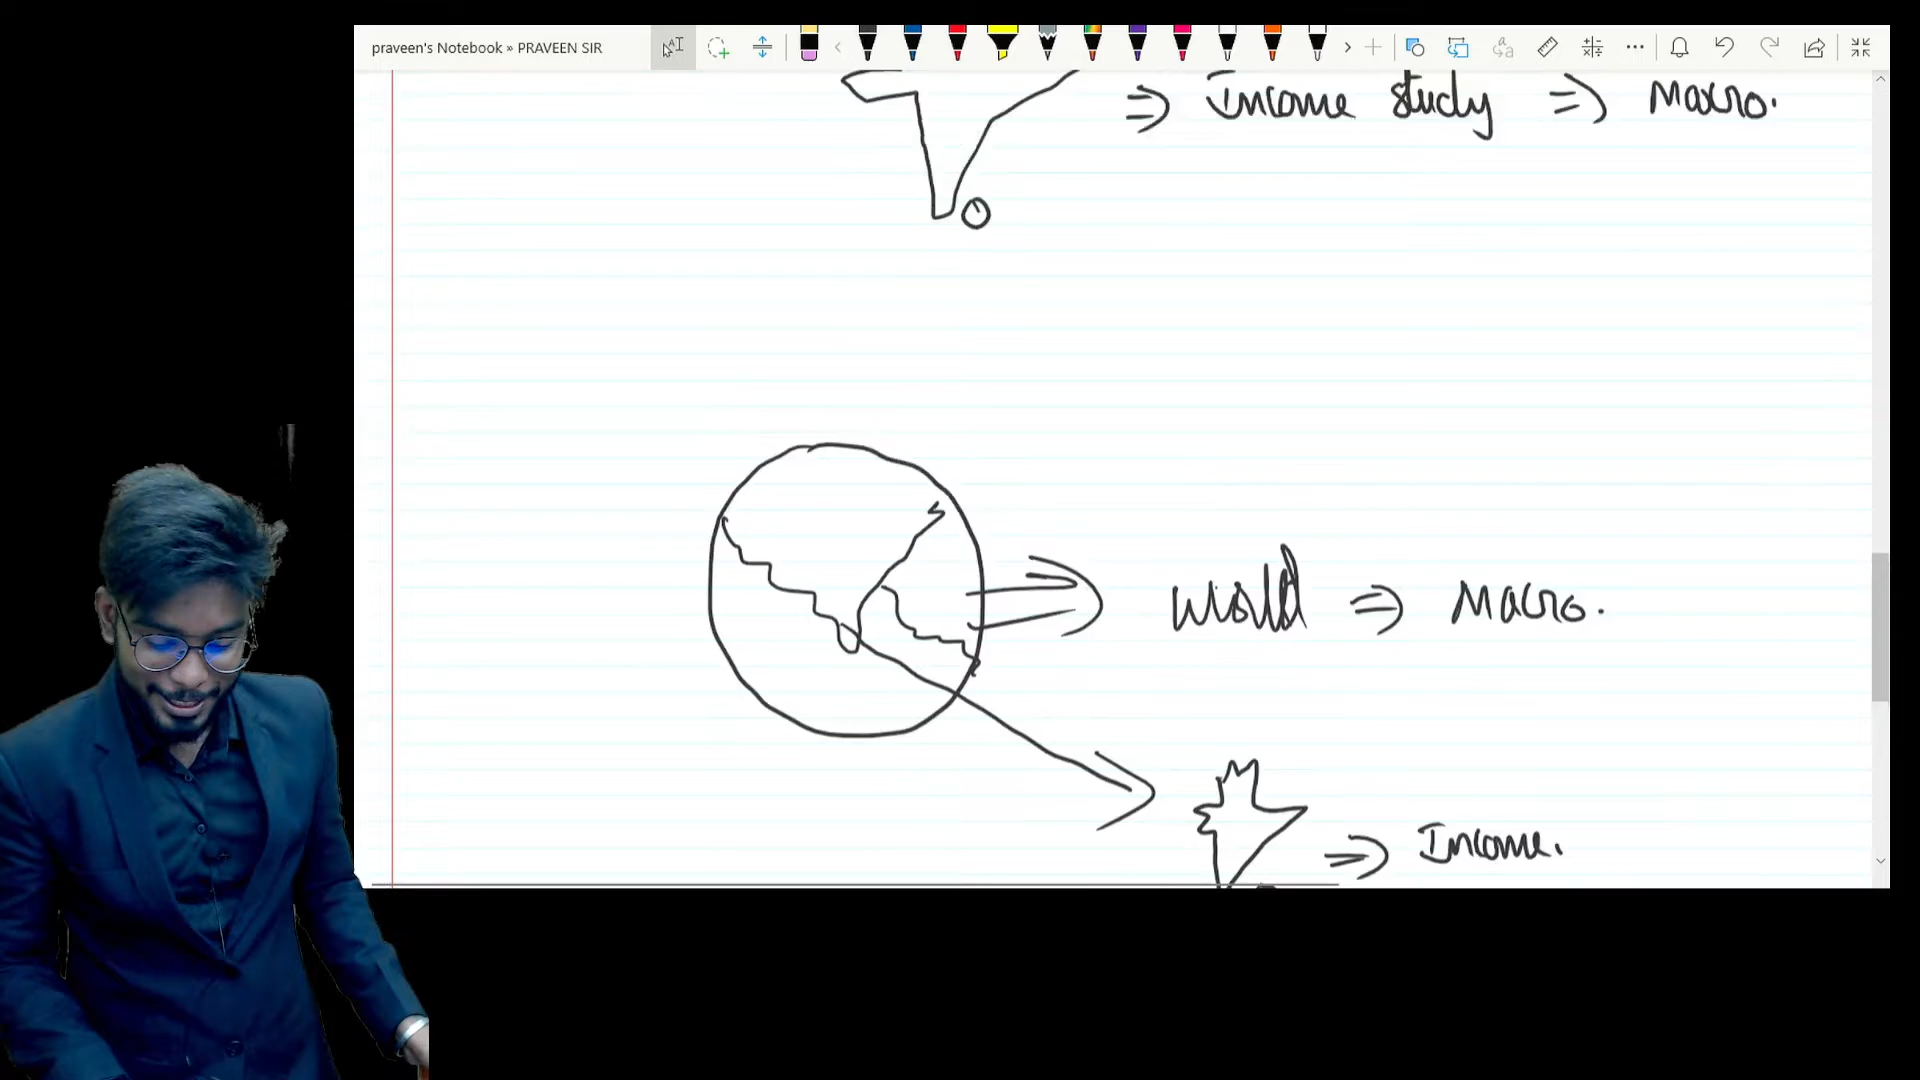 praveen's Notebook » PRAVEEN SIR
⇒ Income study ⇒ Macro.
World ⇒ Macro.
⇒ Income.